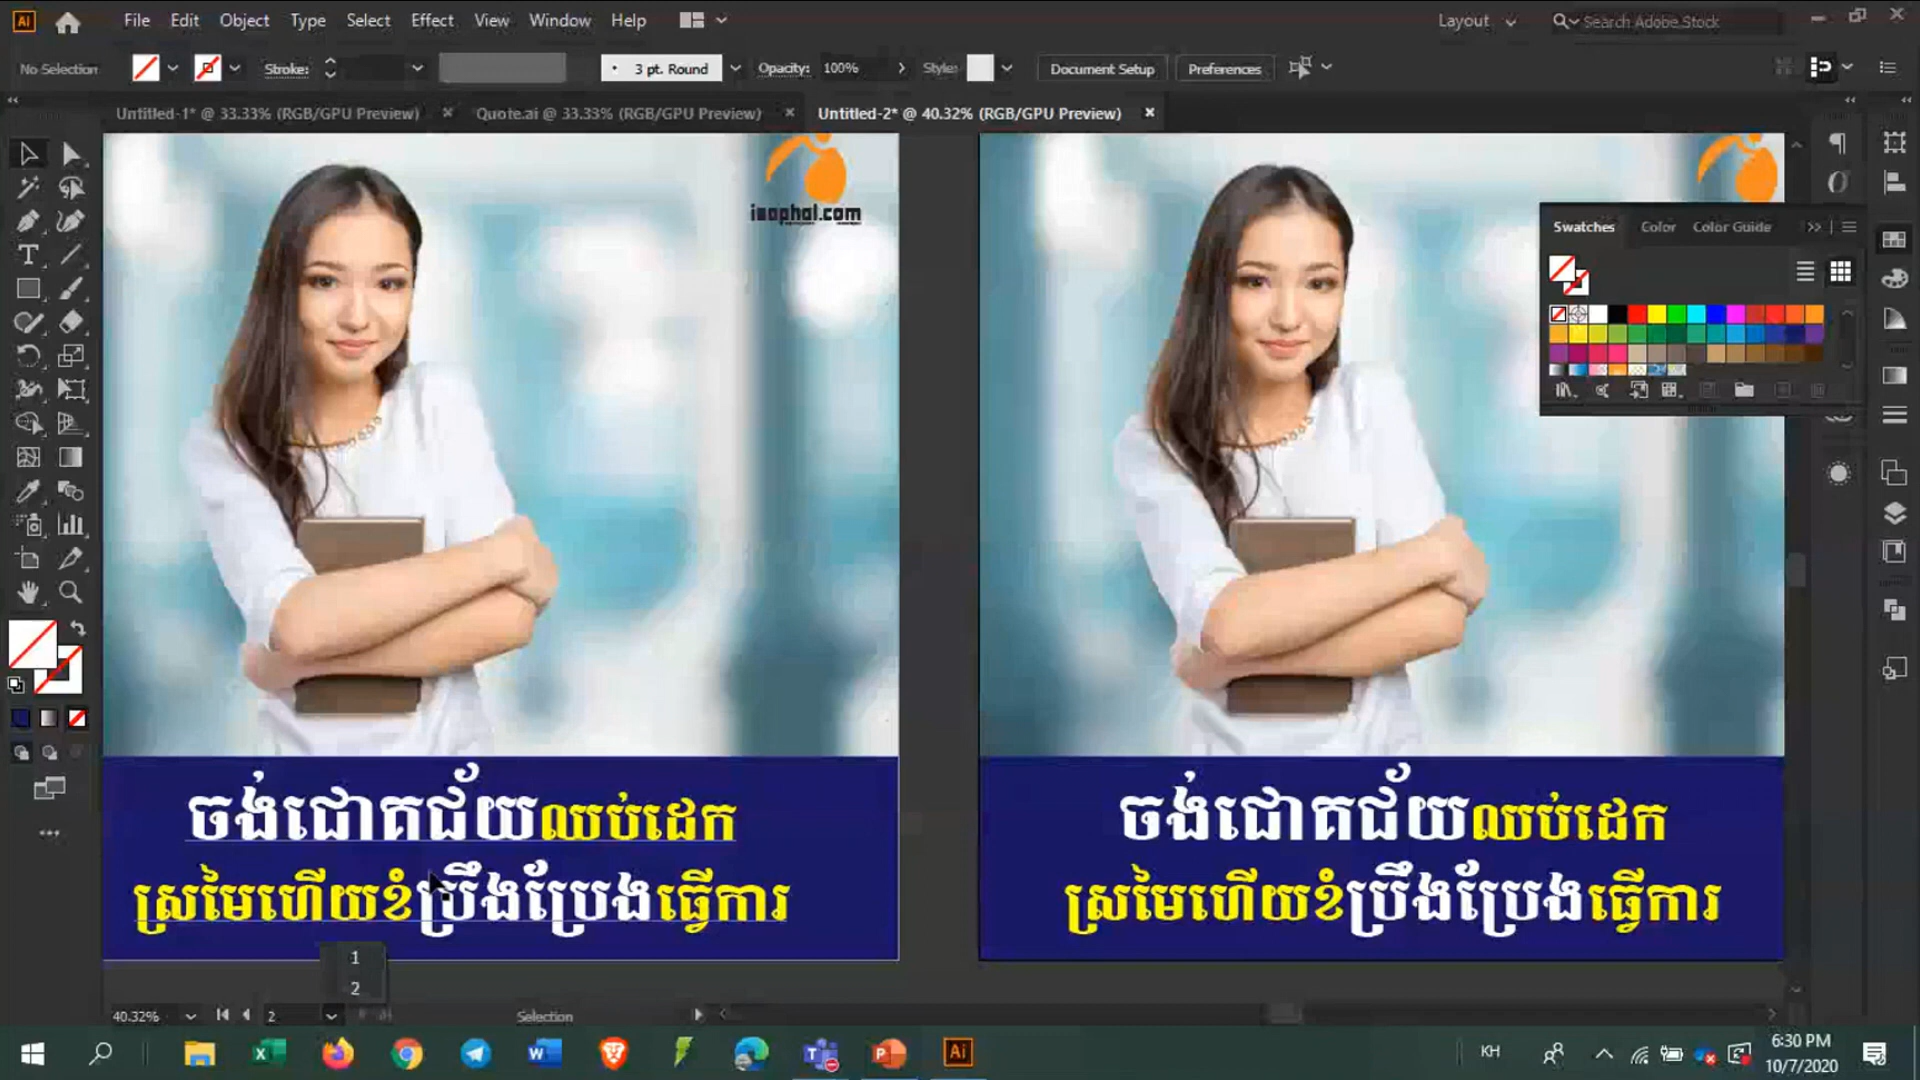 File Edit Object Type Select Effect View Window Help
Layout
Search Adobe Stock
No Selection
Stroke:
3 pt. Round
Opacity: 100%
Style:
Document Setup
Preferences
Untitled-1* @ 33.33% (RGB/GPU Preview)
Quote.ai @ 33.33% (RGB/GPU Preview)
Untitled-2* @ 40.32% (RGB/GPU Preview)
Swatches Color Color Guide
ចង់ជោគជ័យឈប់ដេក
ស្រមៃហើយខំប្រឹងប្រែងធ្វើការ
ចង់ជោគជ័យឈប់ដេក
ស្រមៃហើយខំប្រឹងប្រែងធ្វើការ
1
2
40.32%
2
Selection
KH
6:30 PM
10/7/2020